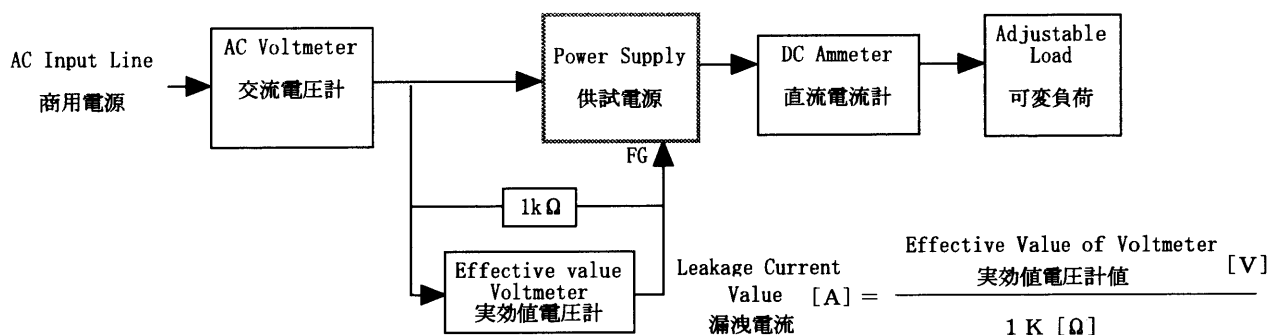 AC Input Line
商用電源
AC Voltmeter
交流電圧計
Power Supply
供試電源
DC Ammeter
直流電流計
Adjustable
Load
可変負荷
FG
1kΩ
Effective value
Voltmeter
実効値電圧計
Leakage Current
Value [A] =
漏洩電流
Effective Value of Voltmeter
実効値電圧計値 [V]
1 K [Ω]